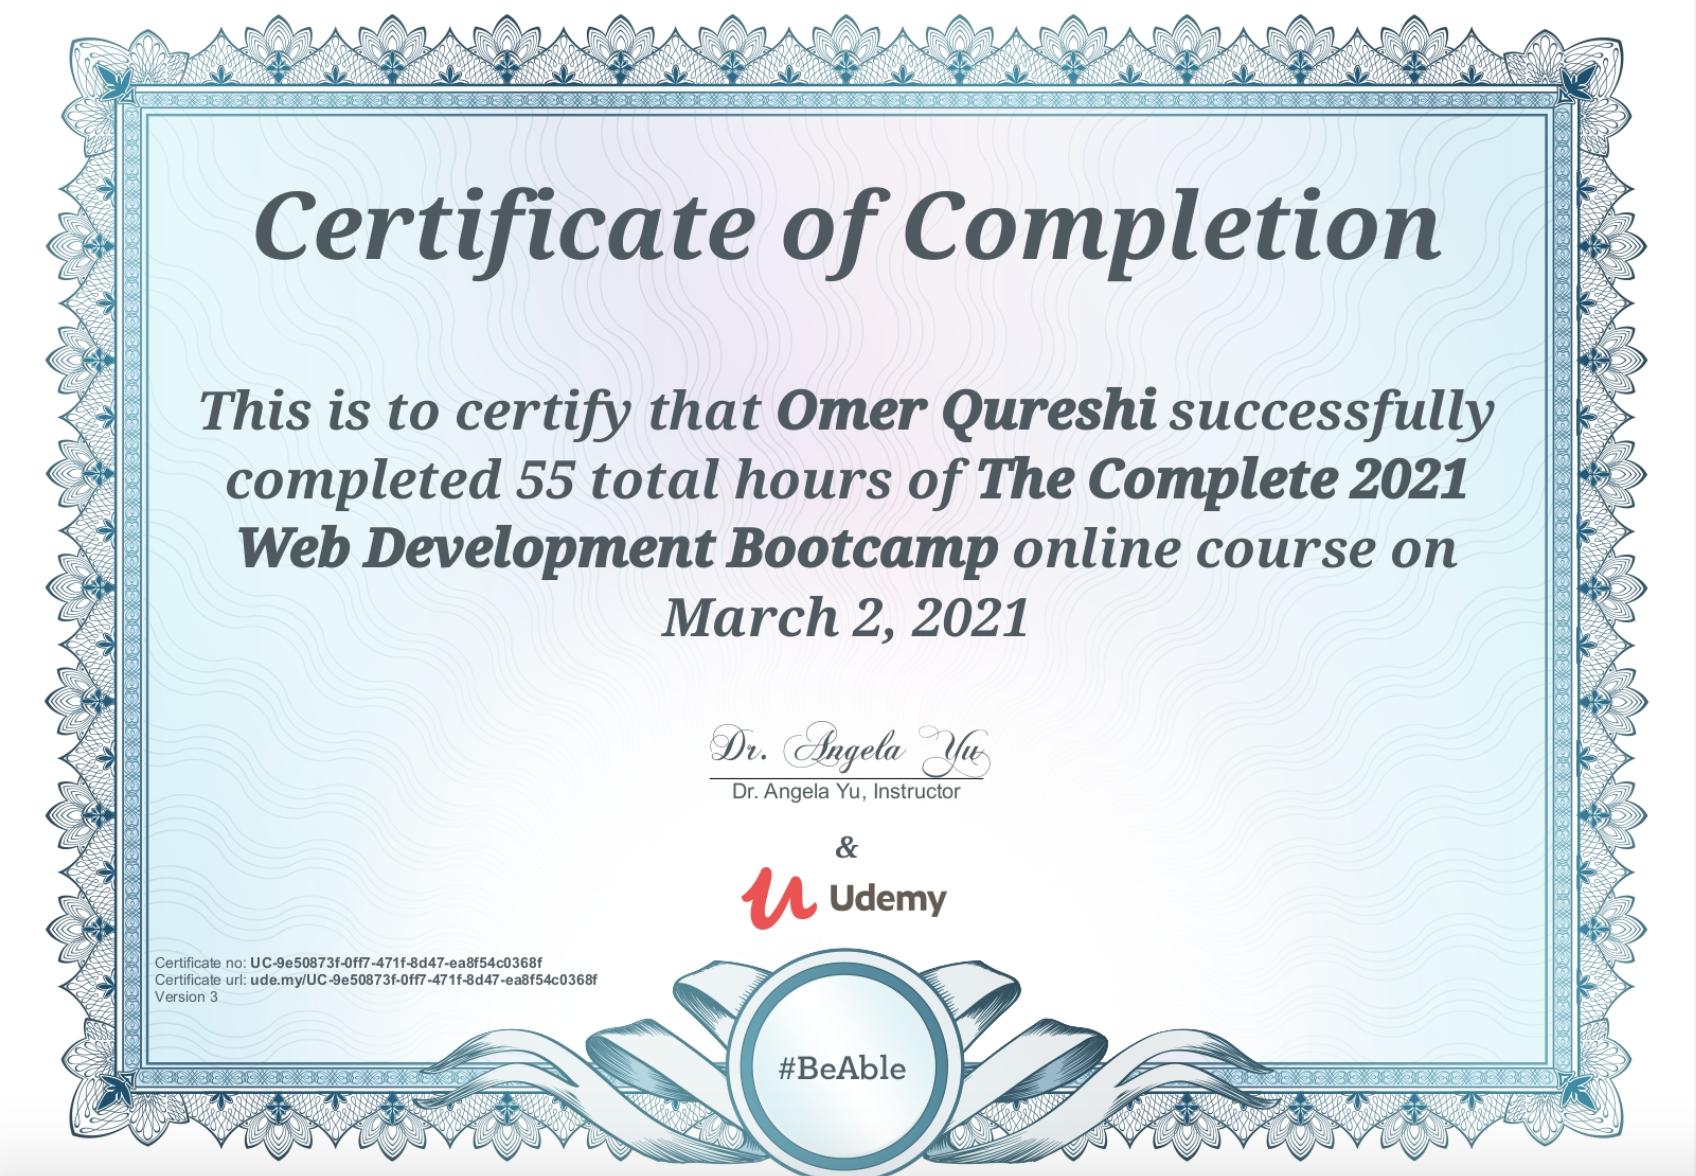 Certificate of Completion
This is to certify that Omer Qureshi successfully
completed 55 total hours of The Complete 2021
Web Development Bootcamp online course on
March 2, 2021
Dr. Angela Yu
Dr. Angela Yu, Instructor
&
Udemy
Certificate no: UC-9e50873f-0ff7-471f-8d47-ea8f54c0368f
Certificate url: ude.my/UC-9e50873f-0ff7-471f-8d47-ea8f54c0368f
Version 3
#BeAble